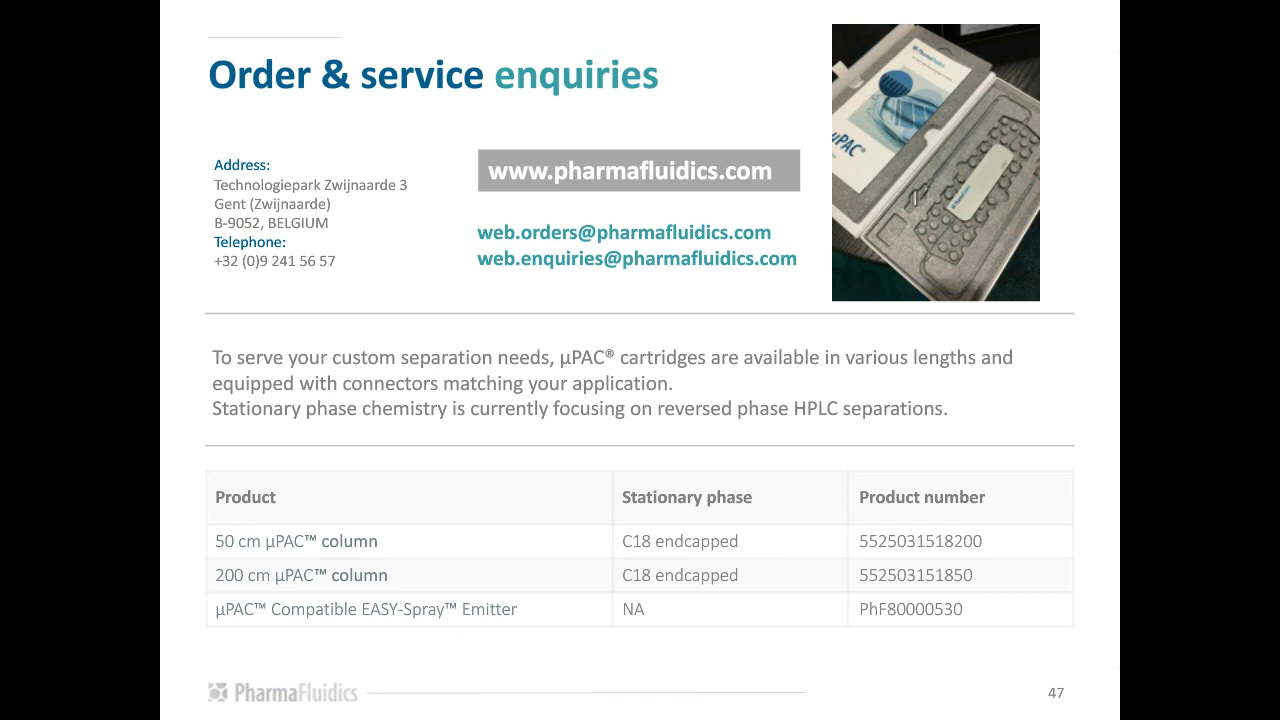 Order & service enquiries
Address:
Technologiepark Zwijnaarde 3
Gent (Zwijnaarde)
B-9052, BELGIUM
Telephone:
+32 (0)9 241 56 57
www.pharmafluidics.com
web.orders@pharmafluidics.com
web.enquiries@pharmafluidics.com
PharmaFluidics
µPAC®
PharmaFluidics
To serve your custom separation needs, µPAC® cartridges are available in various lengths and
equipped with connectors matching your application.
Stationary phase chemistry is currently focusing on reversed phase HPLC separations.
Product Stationary phase Product number
50 cm µPAC™ column C18 endcapped 5525031518200
200 cm µPAC™ column C18 endcapped 552503151850
µPAC™ Compatible EASY-Spray™ Emitter NA PhF80000530
PharmaFluidics
47